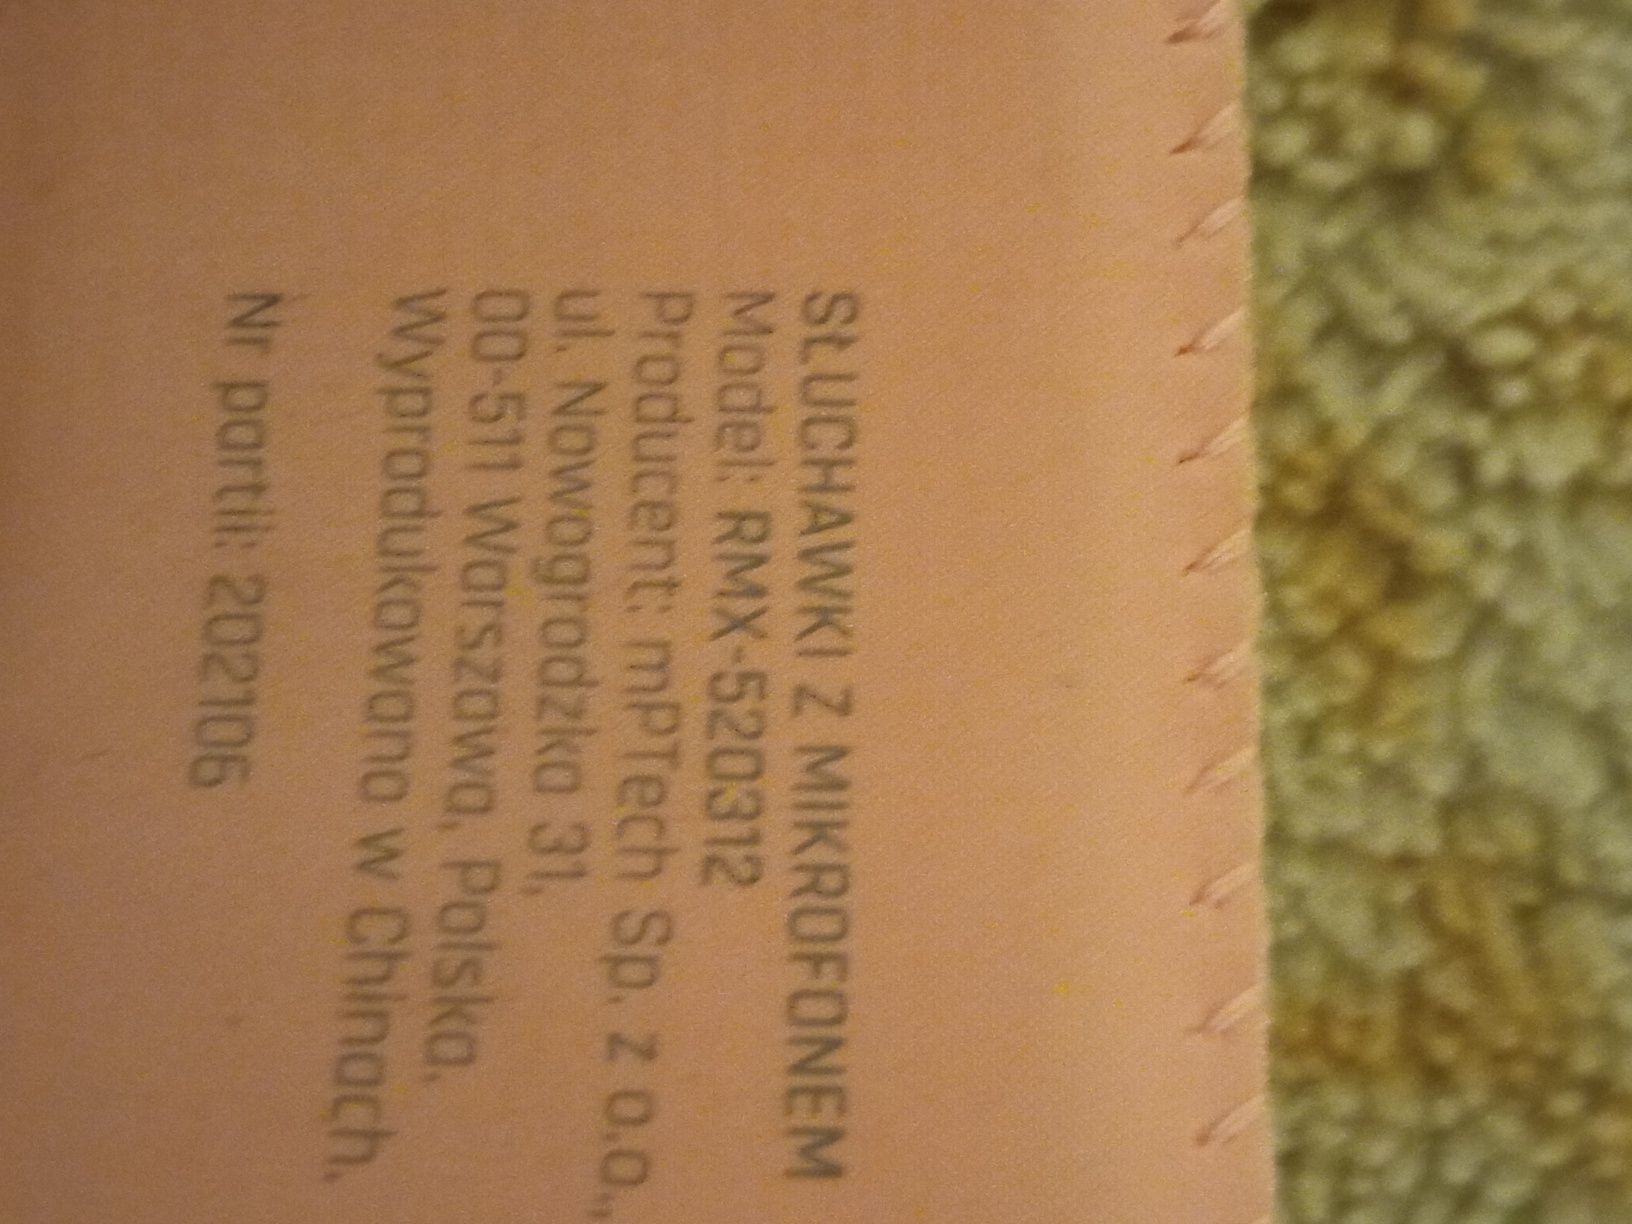 SŁUCHAWKI Z MIKROFONEM
Model: RMX-520312
Producent: mPTech Sp. z o.o.,
ul. Nowogrodzka 31,
00-511 Warszawa, Polska.
Wyprodukowano w Chinach.
Nr partii: 202106